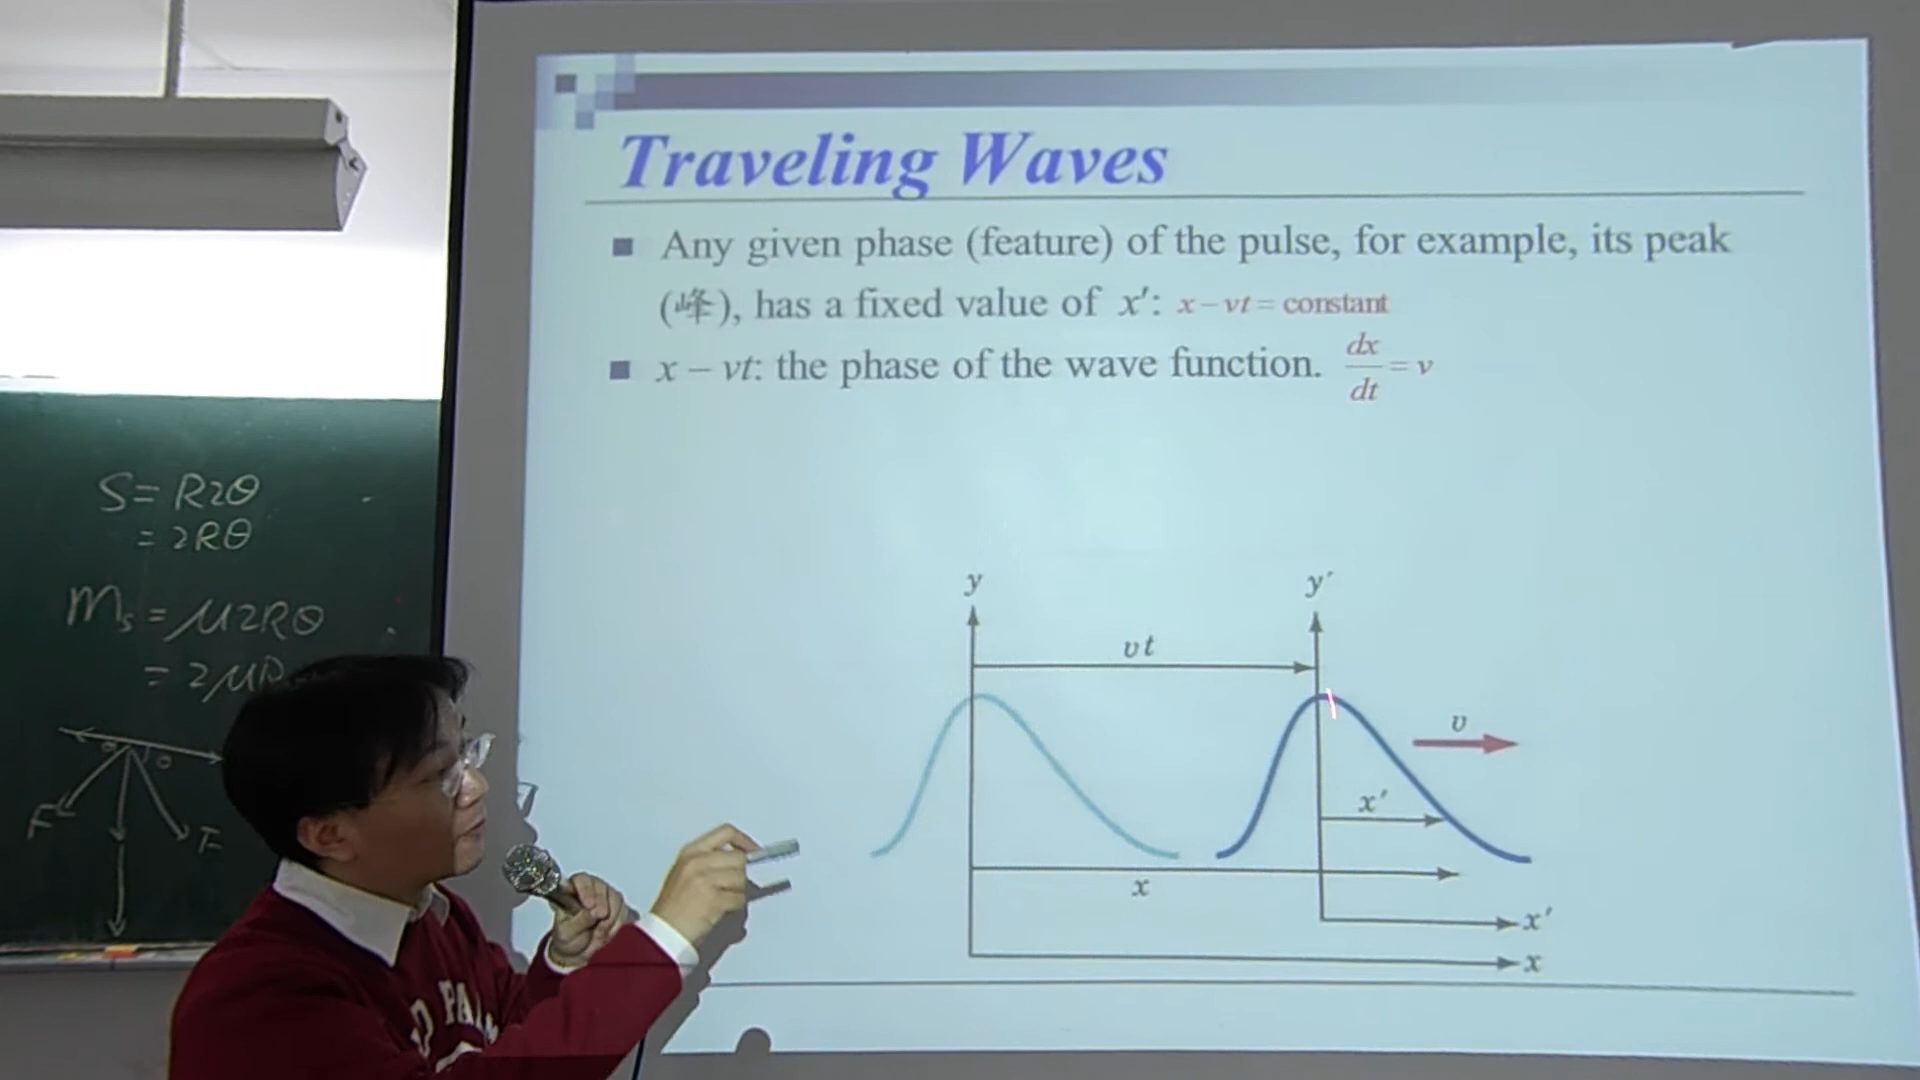 Traveling Waves
Any given phase (feature) of the pulse, for example, its peak
(峰), has a fixed value of x′: x − vt = constant
x − vt: the phase of the wave function. dx/dt = v
y
y′
vt
v
x′
x
x′
x
S = R2θ
= 2Rθ
ms = μ2Rθ
= 2μR
θ
θ
F
F